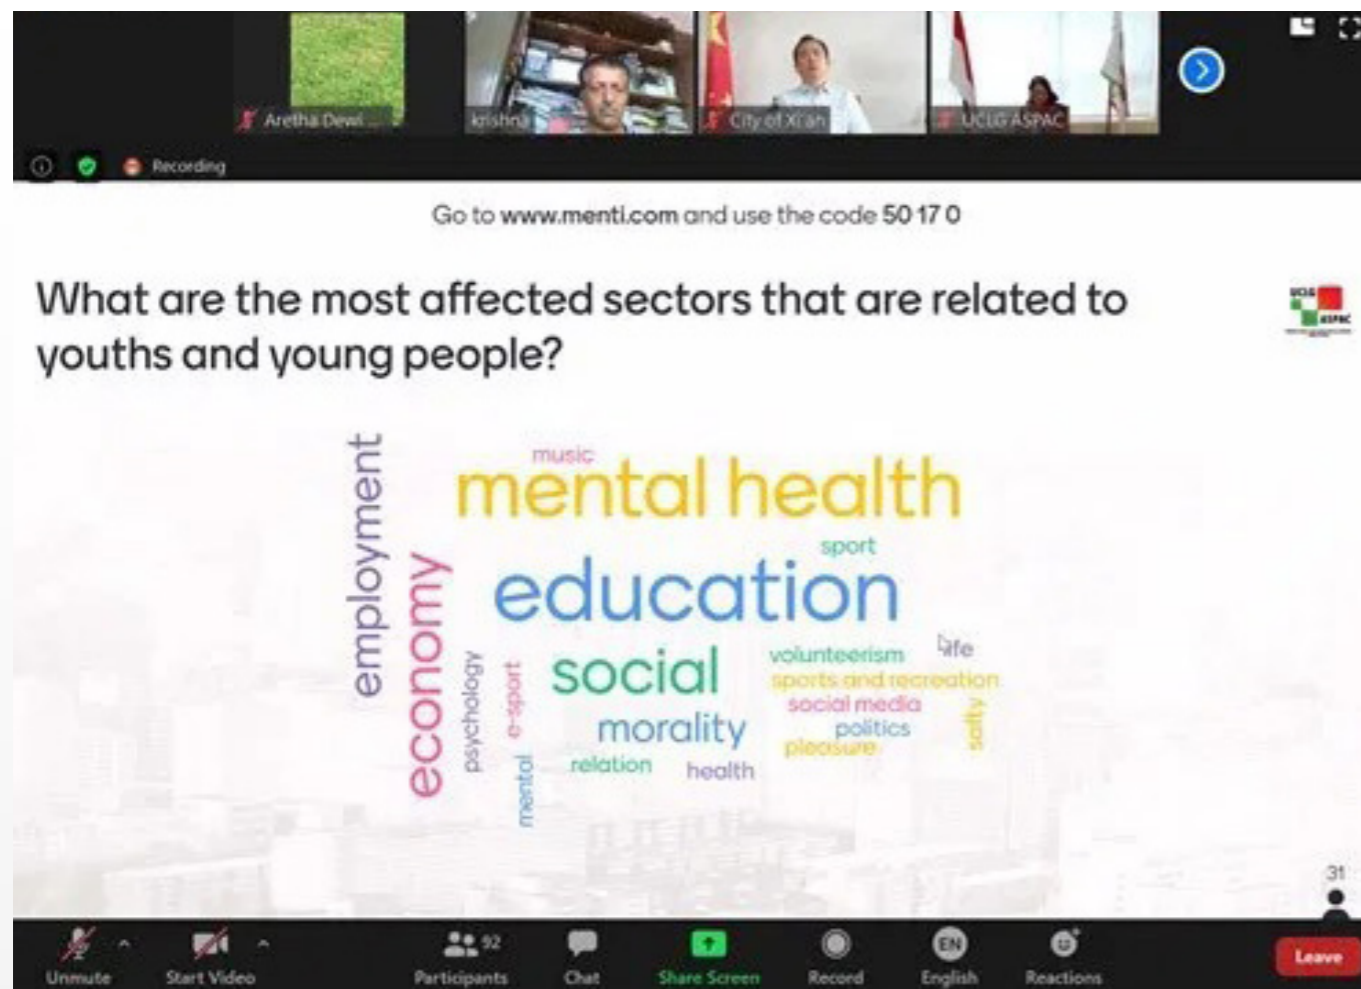 Aretha Dewi ...
krishna
City of Xi'an
UCLG ASPAC
Recording
Go to www.menti.com and use the code 50 17 0
What are the most affected sectors that are related to
youths and young people?
UCLG
ASPAC
employment
music
mental health
sport
education
economy
psychology
e-sport
social
volunteerism
life
sports and recreation
social media
salty
morality
politics
pleasure
relation
health
mental
31
92
EN
Unmute
Start Video
Participants
Chat
Share Screen
Record
English
Reactions
Leave